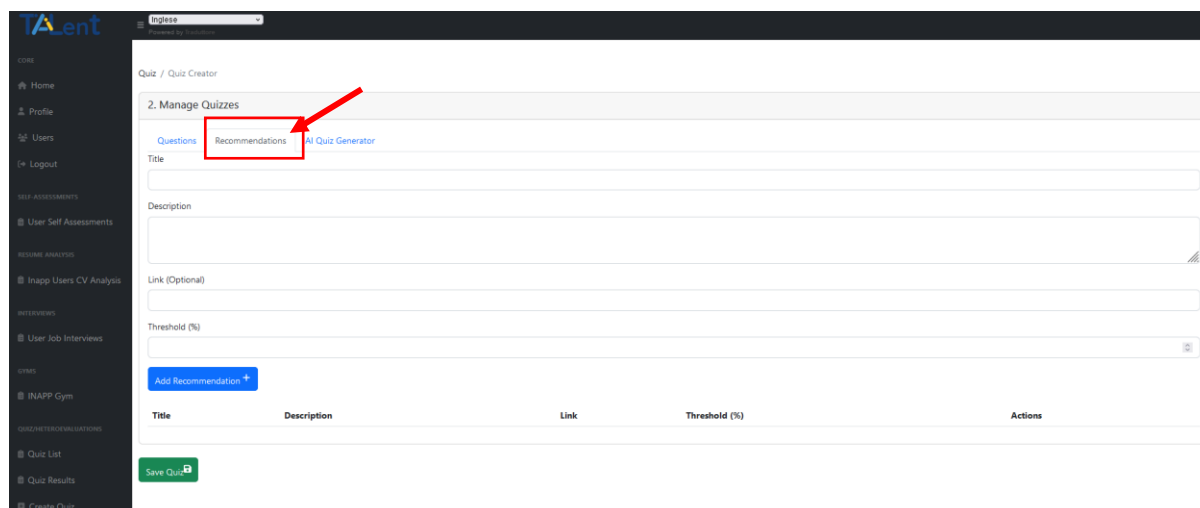 TALent
Inglese
Powered by Translate
CORE
Home
Profile
Users
Logout
SELF-ASSESSMENTS
User Self Assessments
RESUME ANALYSIS
Inapp Users CV Analysis
INTERVIEWS
User Job Interviews
GYMS
INAPP Gym
QUIZ/HETEROEVALUATIONS
Quiz List
Quiz Results
Create Quiz
Quiz / Quiz Creator
2. Manage Quizzes
Questions Recommendations AI Quiz Generator
Title
Description
Link (Optional)
Threshold (%)
Add Recommendation +
Title Description Link Threshold (%) Actions
Save Quiz